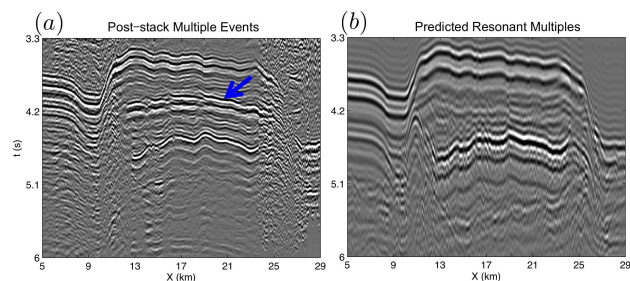 (a) Post-stack Multiple Events
3.3
4.2
t (s)
5.1
6
5 9 13 17 21 25 29
X (km)
(b) Predicted Resonant Multiples
3.3
4.2
5.1
6
5 9 13 17 21 25 29
X (km)